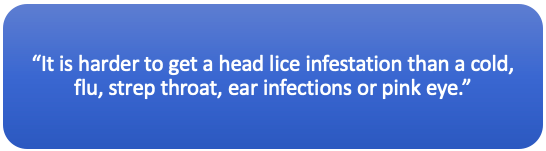 “It is harder to get a head lice infestation than a cold,
flu, strep throat, ear infections or pink eye.”